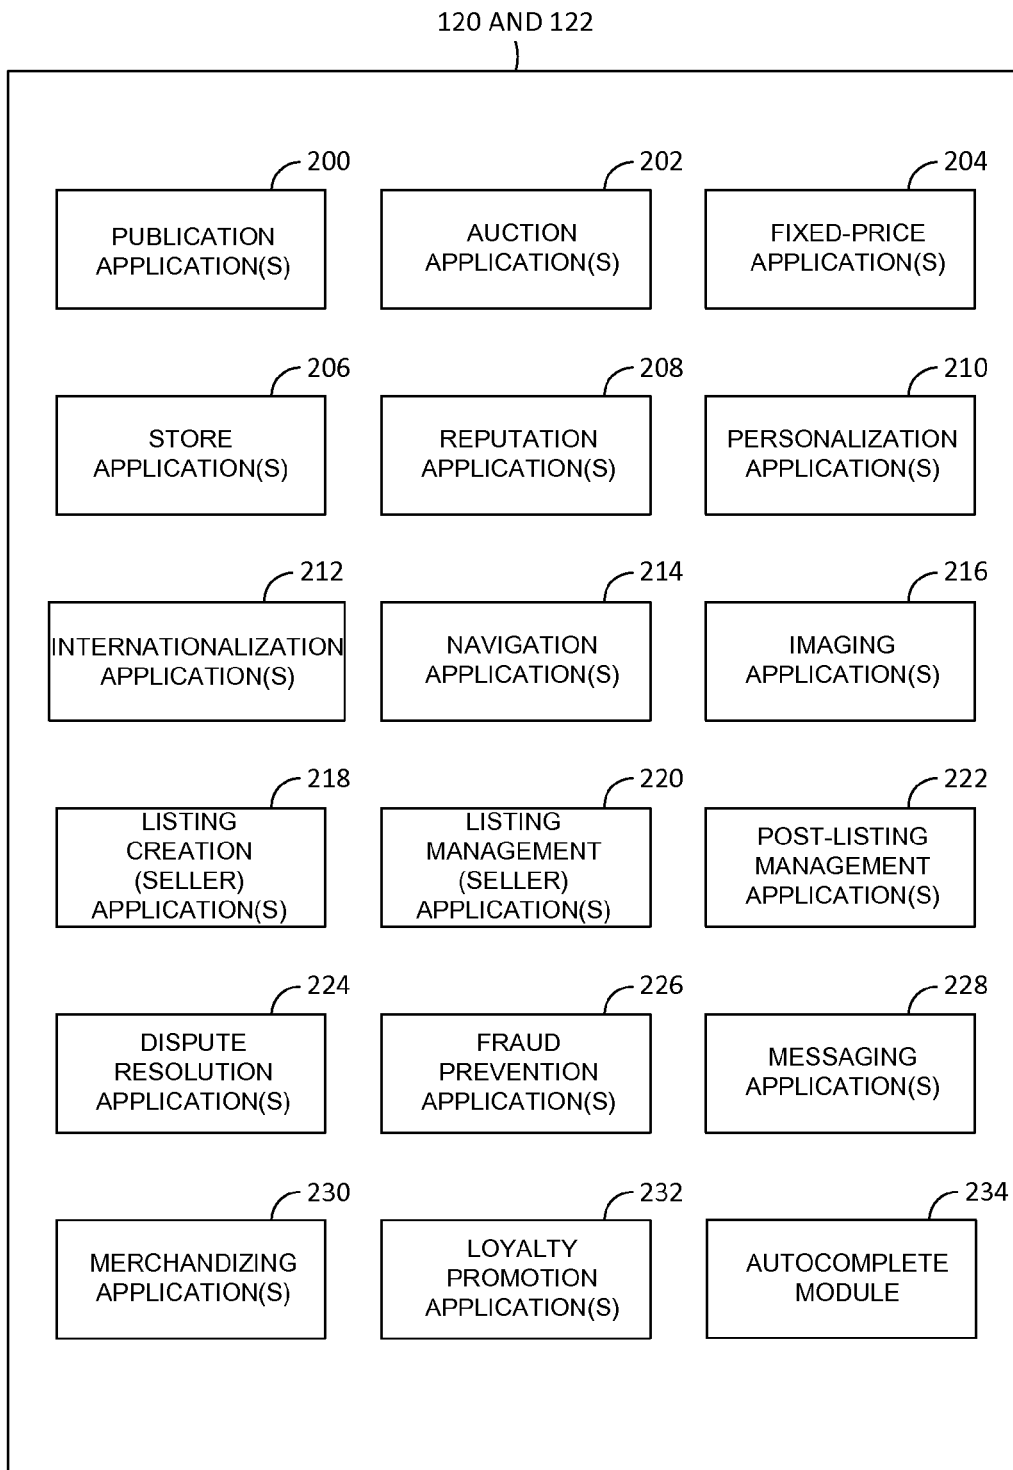 120 AND 122
200
PUBLICATION
APPLICATION(S)
202
AUCTION
APPLICATION(S)
204
FIXED-PRICE
APPLICATION(S)
206
STORE
APPLICATION(S)
208
REPUTATION
APPLICATION(S)
210
PERSONALIZATION
APPLICATION(S)
212
INTERNATIONALIZATION
APPLICATION(S)
214
NAVIGATION
APPLICATION(S)
216
IMAGING
APPLICATION(S)
218
LISTING
CREATION
(SELLER)
APPLICATION(S)
220
LISTING
MANAGEMENT
(SELLER)
APPLICATION(S)
222
POST-LISTING
MANAGEMENT
APPLICATION(S)
224
DISPUTE
RESOLUTION
APPLICATION(S)
226
FRAUD
PREVENTION
APPLICATION(S)
228
MESSAGING
APPLICATION(S)
230
MERCHANDIZING
APPLICATION(S)
232
LOYALTY
PROMOTION
APPLICATION(S)
234
AUTOCOMPLETE
MODULE